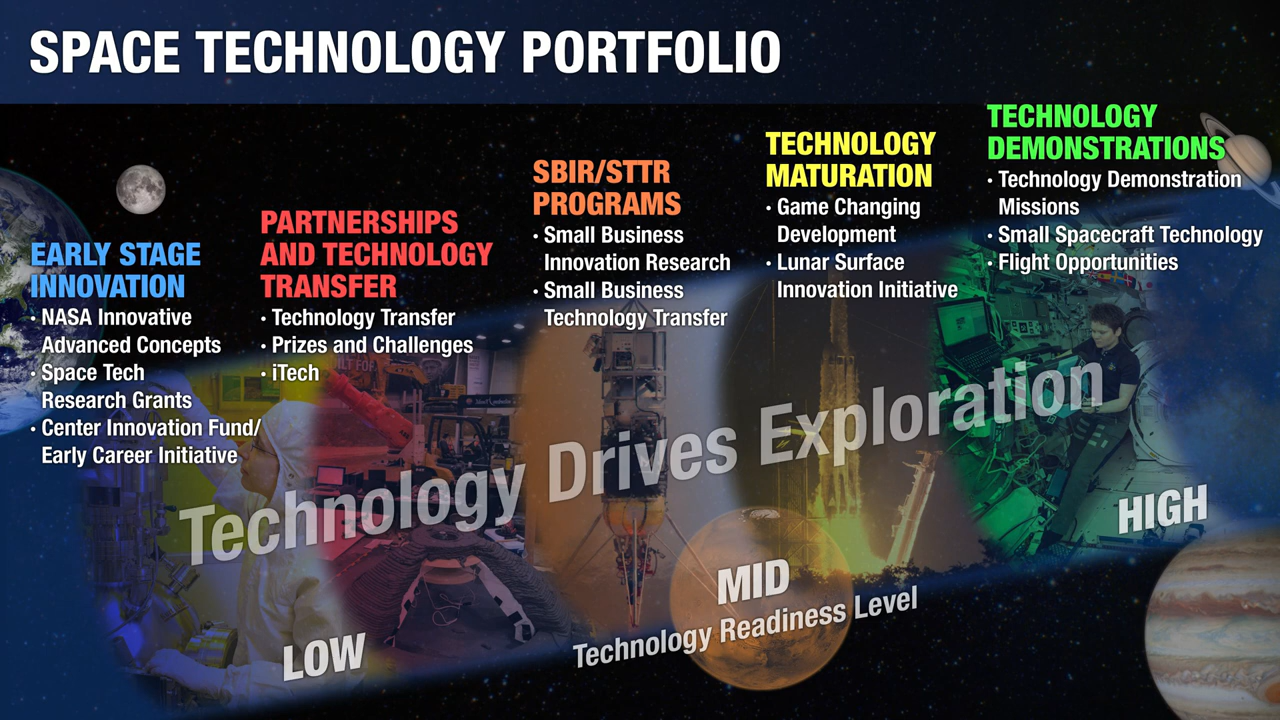 SPACE TECHNOLOGY PORTFOLIO
EARLY STAGE
INNOVATION
• NASA Innovative
Advanced Concepts
• Space Tech
Research Grants
• Center Innovation Fund/
Early Career Initiative
PARTNERSHIPS
AND TECHNOLOGY
TRANSFER
• Technology Transfer
• Prizes and Challenges
• iTech
SBIR/STTR
PROGRAMS
• Small Business
Innovation Research
• Small Business
Technology Transfer
TECHNOLOGY
MATURATION
• Game Changing
Development
• Lunar Surface
Innovation Initiative
TECHNOLOGY
DEMONSTRATIONS
• Technology Demonstration
Missions
• Small Spacecraft Technology
• Flight Opportunities
Technology Drives Exploration
LOW
MID
HIGH
Technology Readiness Level